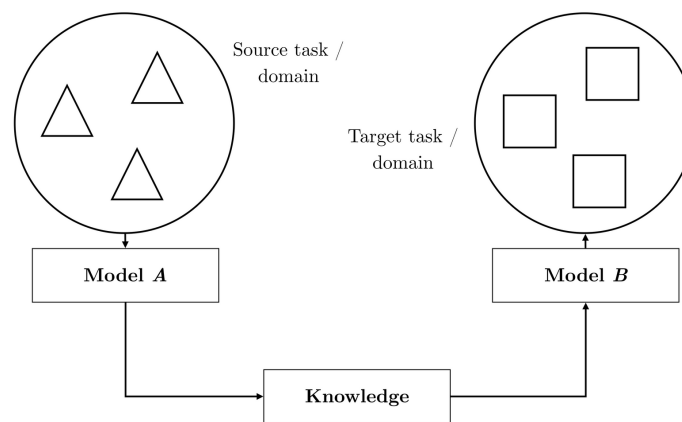 Source task /
domain
Target task /
domain
Model A
Model B
Knowledge